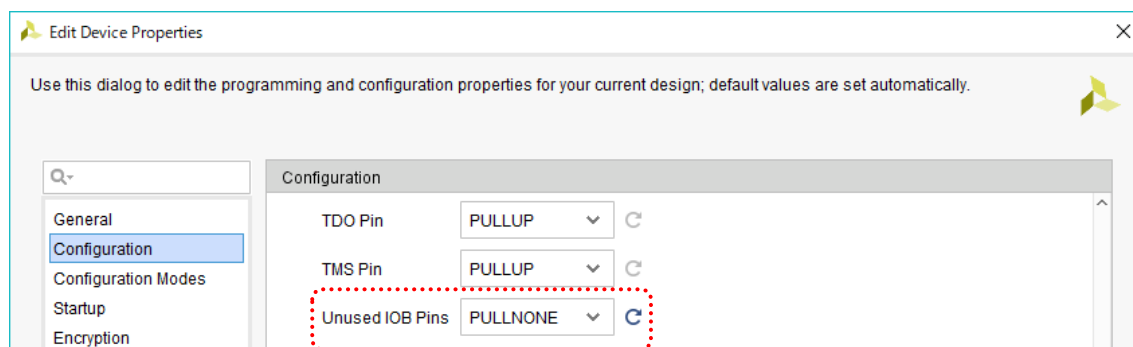 Edit Device Properties
Use this dialog to edit the programming and configuration properties for your current design; default values are set automatically.
Configuration
General
Configuration
Configuration Modes
Startup
Encryption
TDO Pin PULLUP
TMS Pin PULLUP
Unused IOB Pins PULLNONE